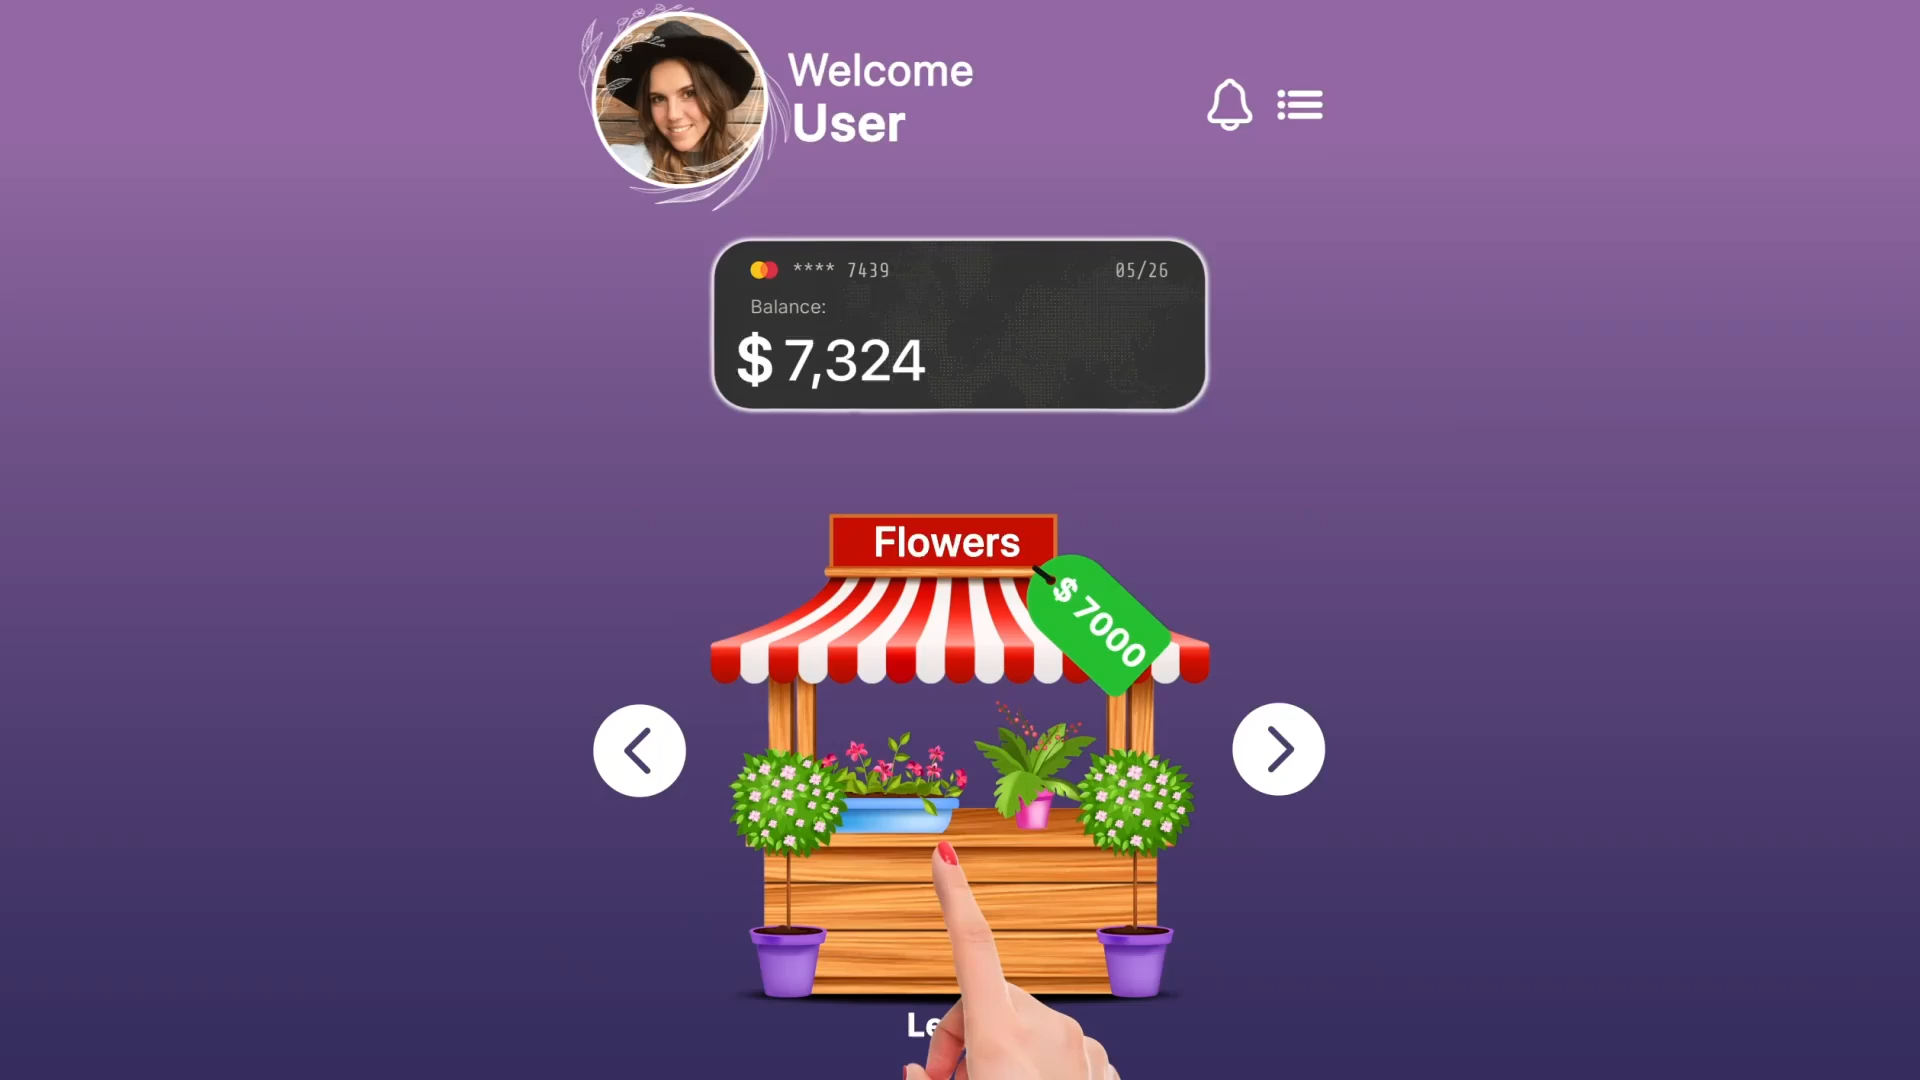 Welcome
User
**** 7439
05/26
Balance:
$ 7,324
Flowers
$ 7000